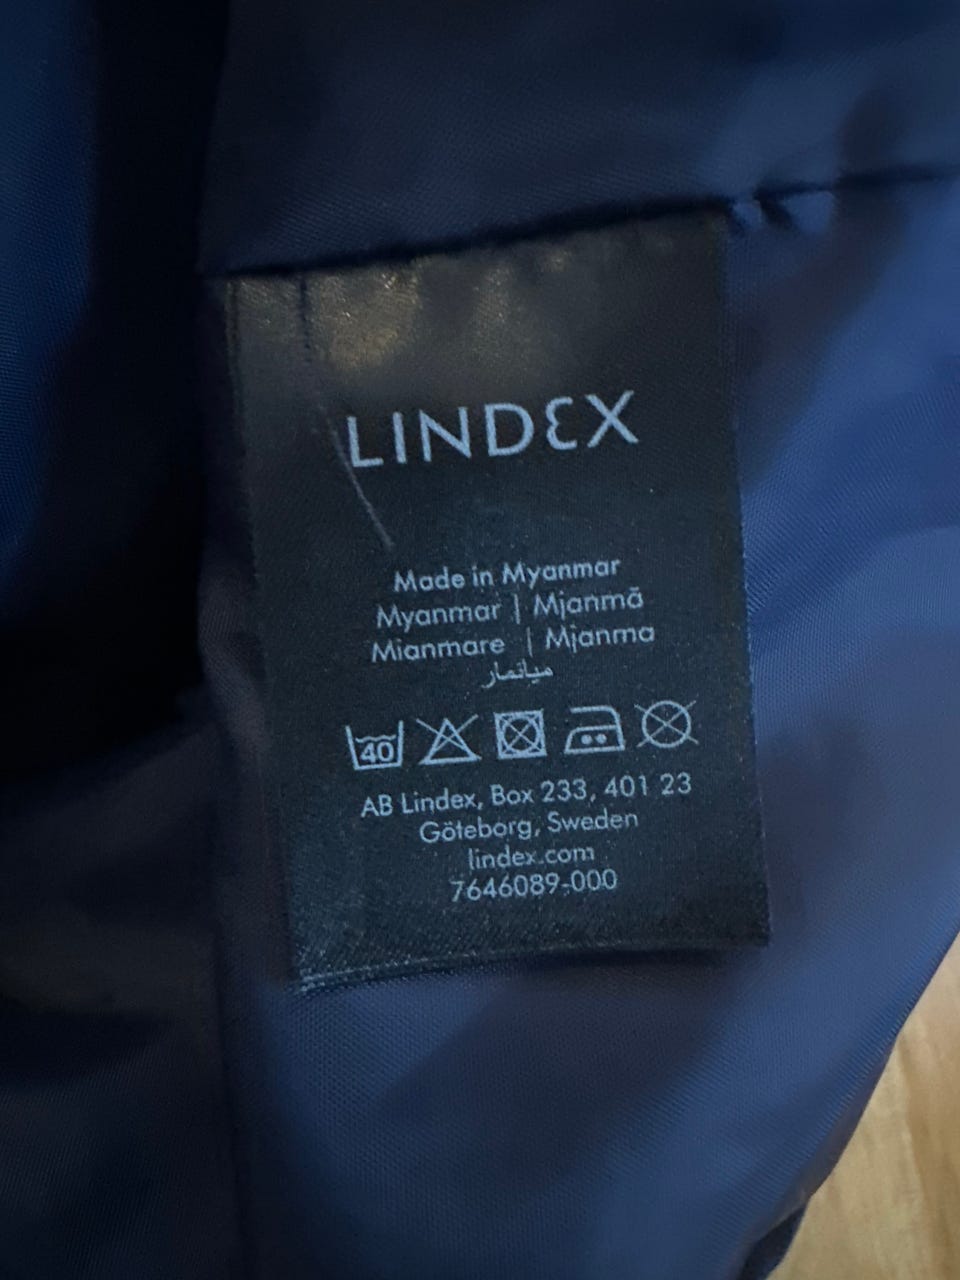 LINDEX
Made in Myanmar
Myanmar | Mjanmā
Mianmare | Mjanma
ميانمار
40
AB Lindex, Box 233, 401 23
Göteborg, Sweden
lindex.com
7646089-000